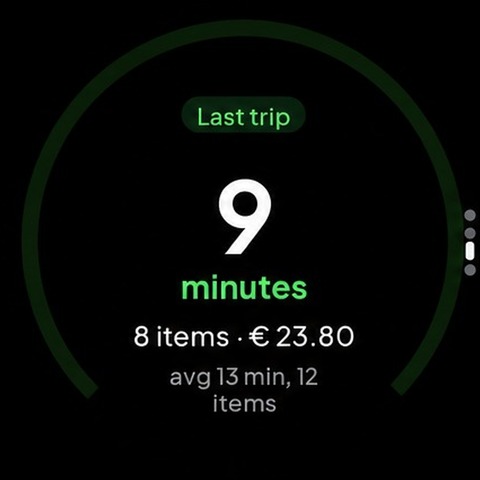 Last trip
9
minutes
8 items · € 23.80
avg 13 min, 12
items